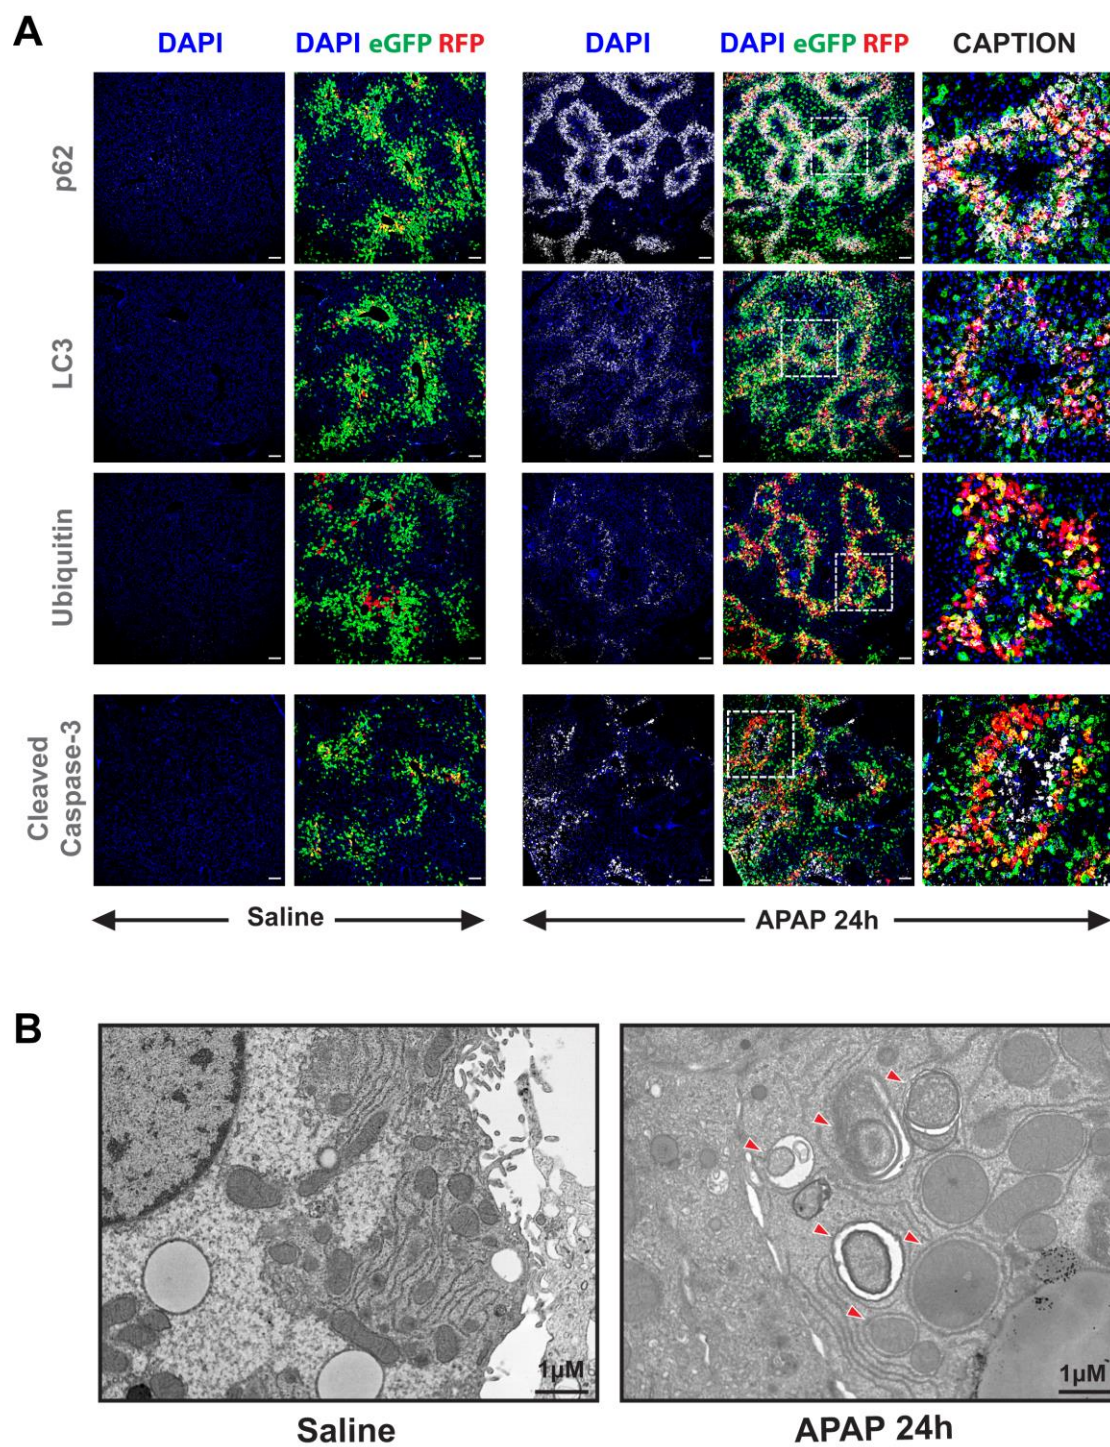 A
DAPI DAPI eGFP RFP DAPI DAPI eGFP RFP CAPTION
p62
LC3
Ubiquitin
Cleaved
Caspase-3
Saline APAP 24h
B
1µM 1µM
Saline APAP 24h